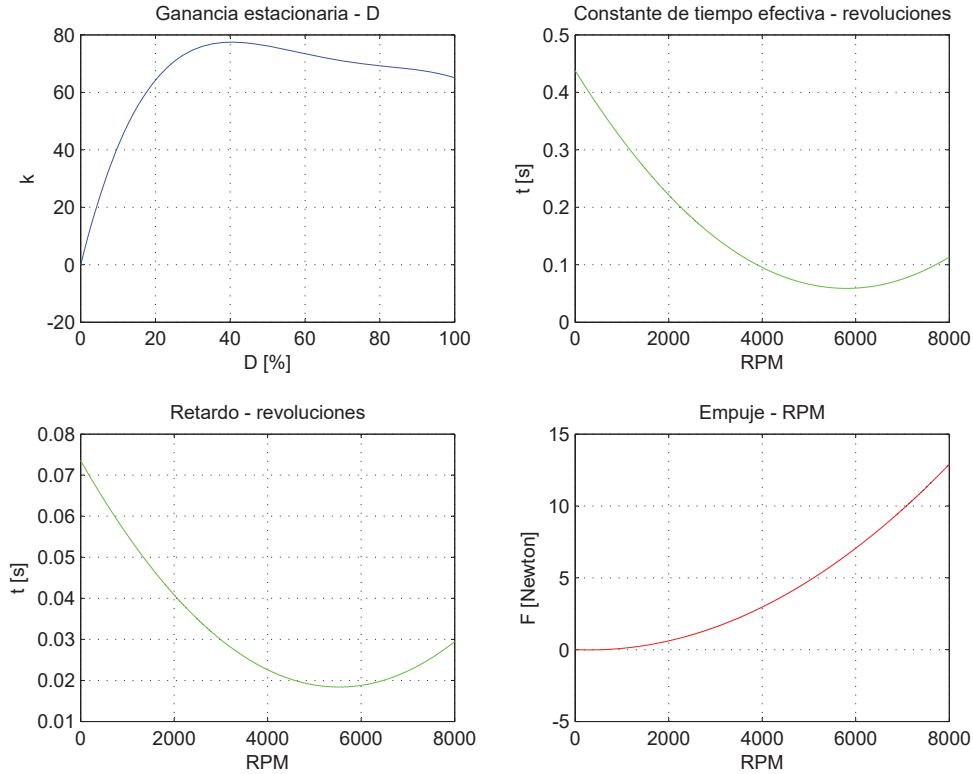 Ganancia estacionaria - D
80
60
40
20
0
-20
k
0 20 40 60 80 100
D [%]
Constante de tiempo efectiva - revoluciones
0.5
0.4
0.3
0.2
0.1
0
t [s]
0 2000 4000 6000 8000
RPM
Retardo - revoluciones
0.08
0.07
0.06
0.05
0.04
0.03
0.02
0.01
t [s]
0 2000 4000 6000 8000
RPM
Empuje - RPM
15
10
5
0
-5
F [Newton]
0 2000 4000 6000 8000
RPM